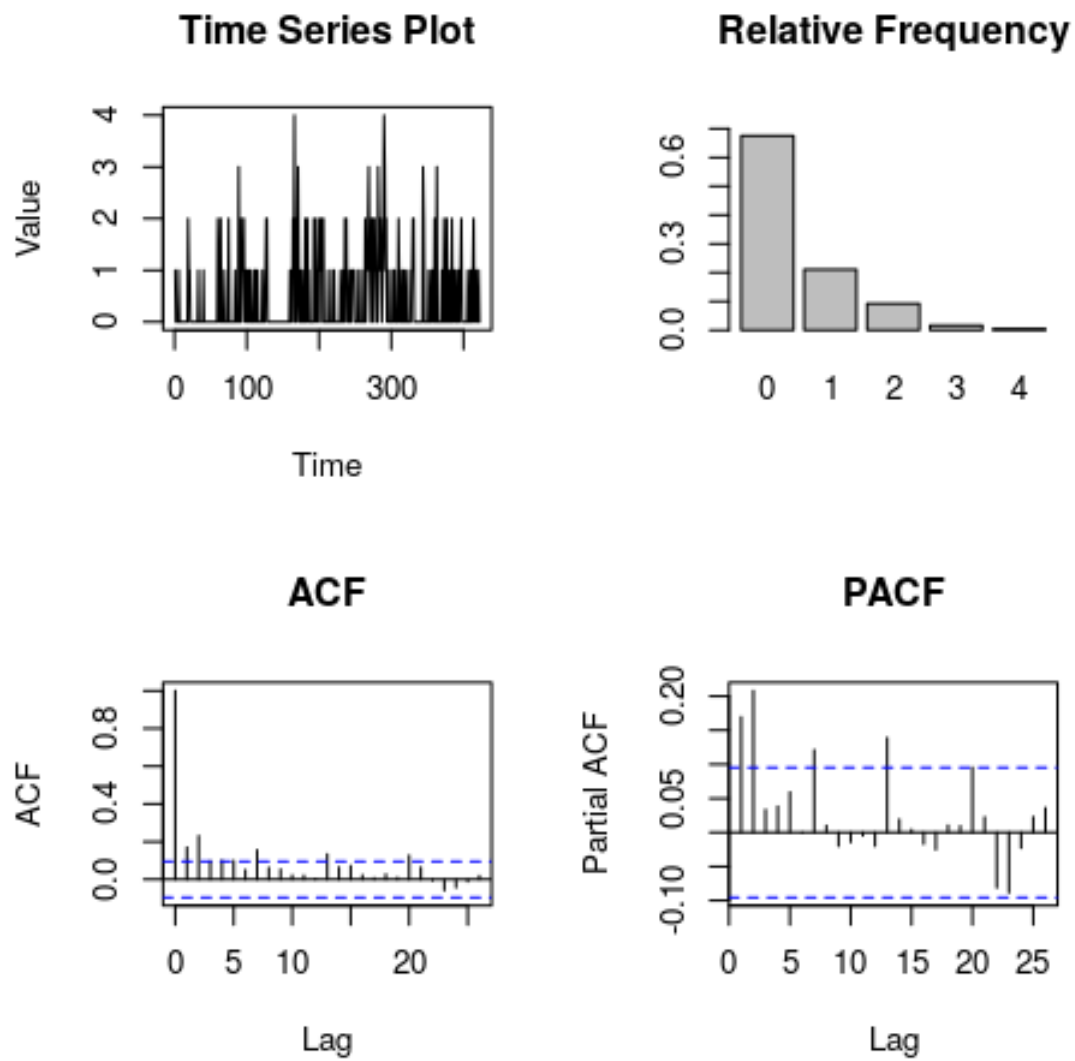 Time Series Plot
Value
0
1
2
3
4
0 100 300
Time
Relative Frequency
0.0
0.3
0.6
0 1 2 3 4
ACF
ACF
0.0
0.4
0.8
0 5 10 20
Lag
PACF
Partial ACF
-0.10
0.05
0.20
0 5 10 15 20 25
Lag